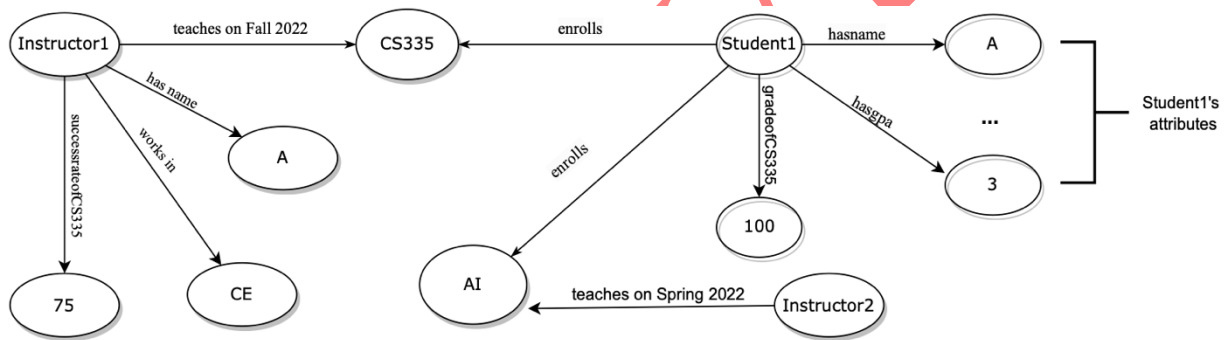 Instructor1
teaches on Fall 2022
CS335
enrolls
Student1
hasname
A
has name
hasgpa
...
Student1's
attributes
successrateofCS335
works in
A
enrolls
gradeofCS335
3
100
75
CE
AI
teaches on Spring 2022
Instructor2